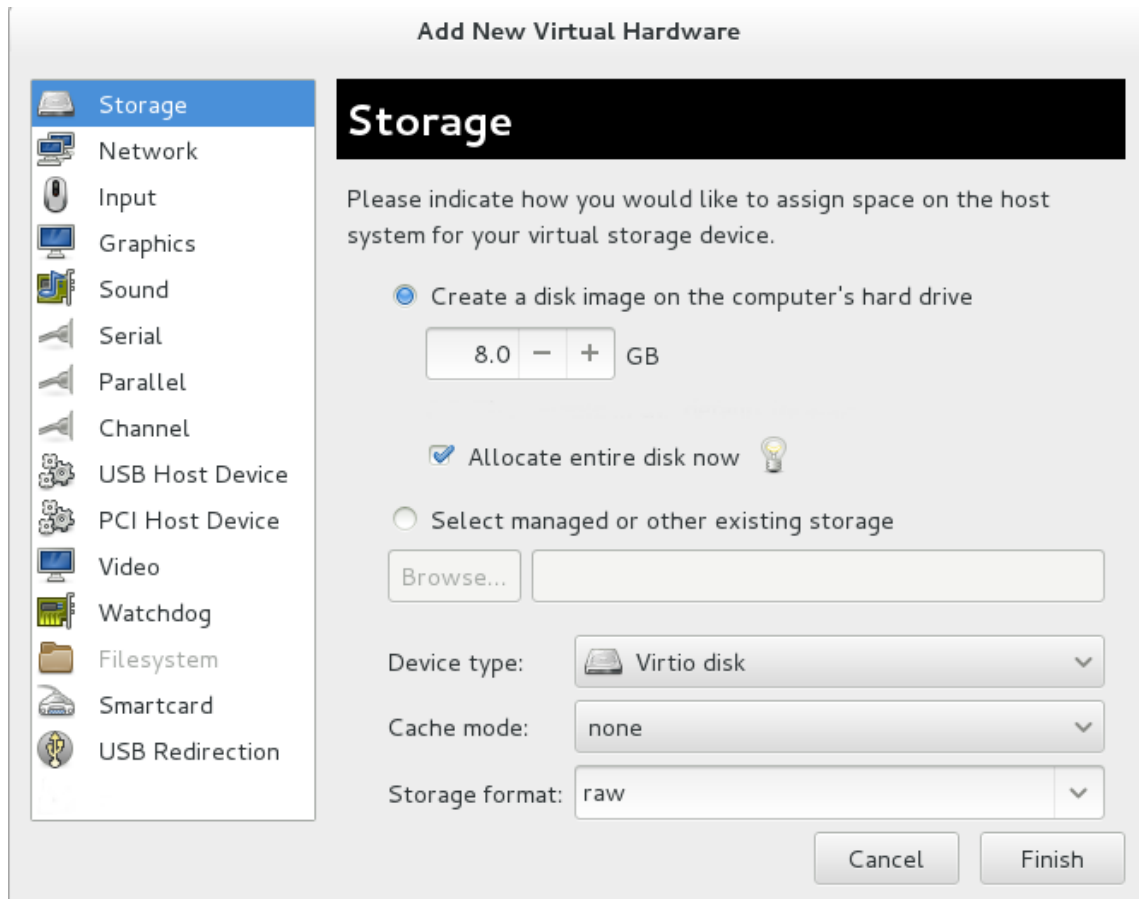 Add New Virtual Hardware
Storage
Network
Input
Graphics
Sound
Serial
Parallel
Channel
USB Host Device
PCI Host Device
Video
Watchdog
Filesystem
Smartcard
USB Redirection
Storage
Please indicate how you would like to assign space on the host
system for your virtual storage device.
Create a disk image on the computer's hard drive
8.0 − + GB
Allocate entire disk now
Select managed or other existing storage
Browse...
Device type: Virtio disk
Cache mode: none
Storage format: raw
Cancel Finish